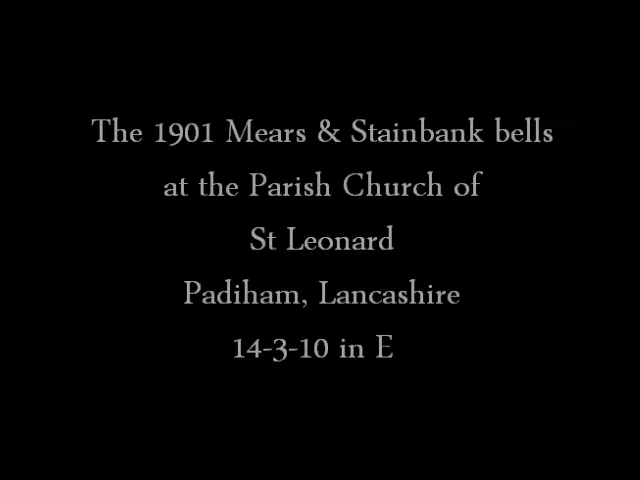 The 1901 Mears & Stainbank bells
at the Parish Church of
St Leonard
Padiham, Lancashire
14-3-10 in E